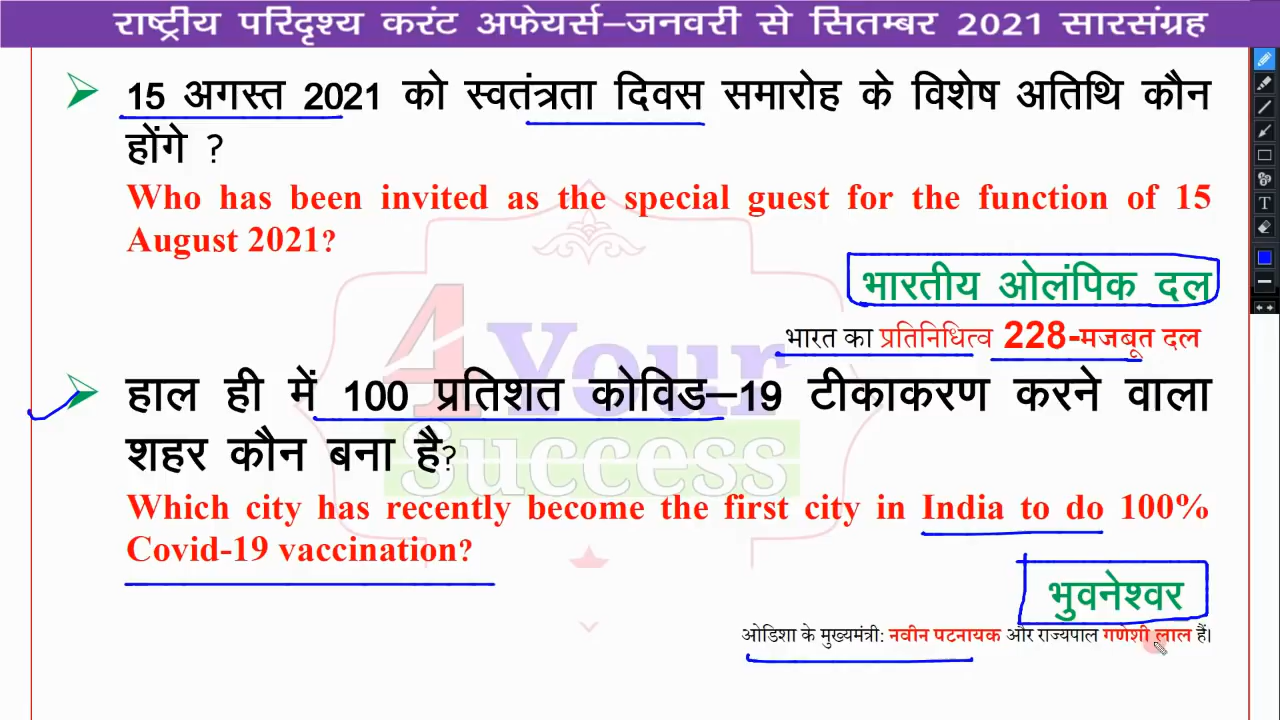 राष्ट्रीय परिदृश्य करंट अफेयर्स–जनवरी से सितम्बर 2021 सारसंग्रह
15 अगस्त 2021 को स्वतंत्रता दिवस समारोह के विशेष अतिथि कौन
होंगे ?
Who has been invited as the special guest for the function of 15
August 2021?
भारतीय ओलंपिक दल
भारत का प्रतिनिधित्व 228-मजबूत दल
हाल ही में 100 प्रतिशत कोविड–19 टीकाकरण करने वाला
शहर कौन बना है?
Which city has recently become the first city in India to do 100%
Covid-19 vaccination?
भुवनेश्वर
ओडिशा के मुख्यमंत्री: नवीन पटनायक और राज्यपाल गणेशी लाल हैं।
4Your
Success